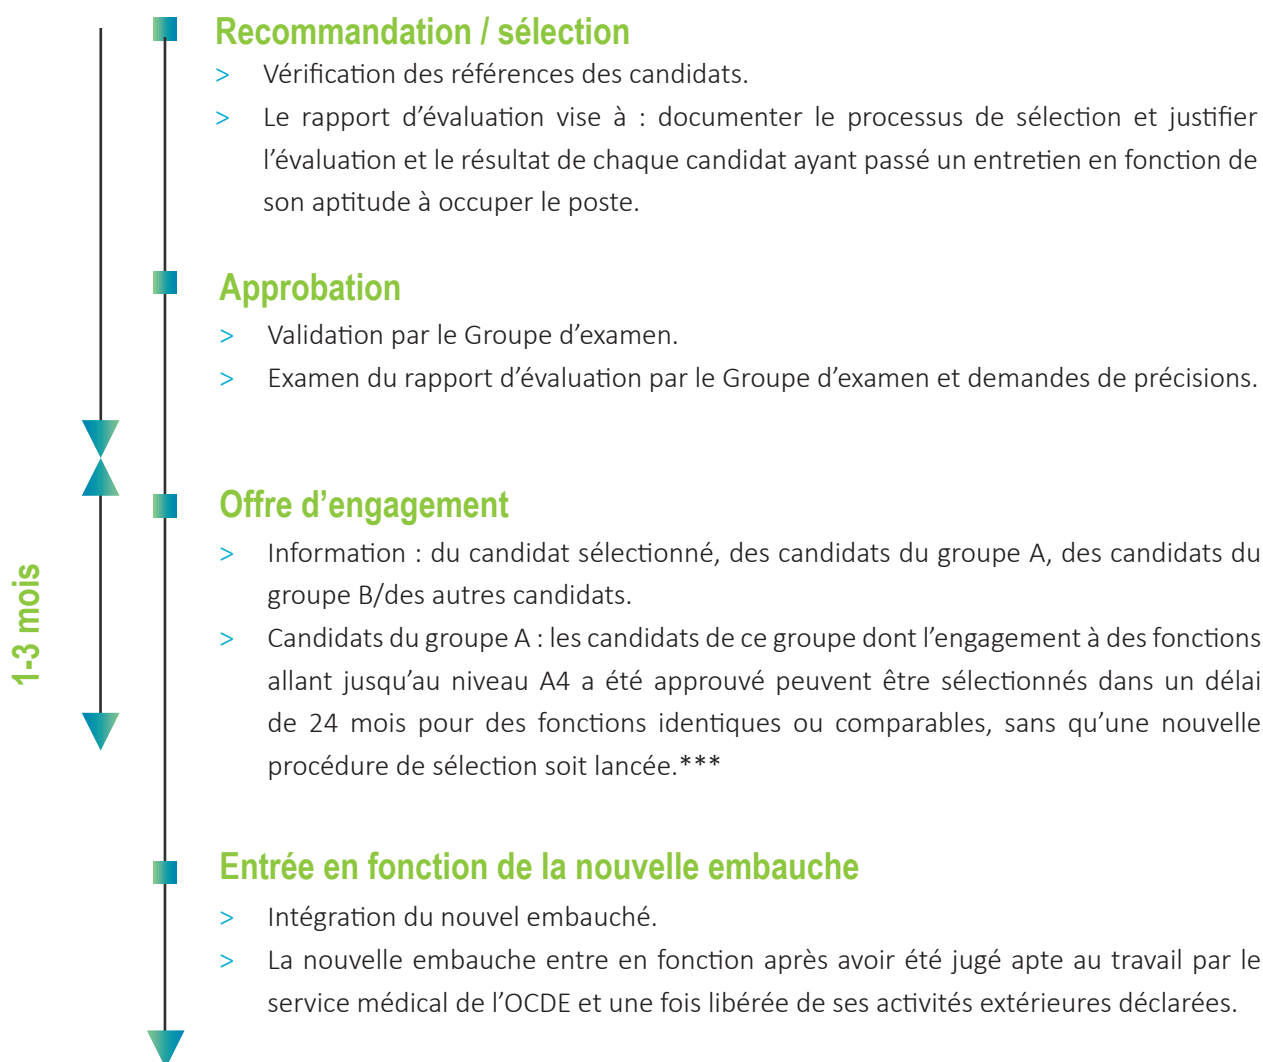 Recommandation / sélection
> Vérification des références des candidats.
> Le rapport d’évaluation vise à : documenter le processus de sélection et justifier
l’évaluation et le résultat de chaque candidat ayant passé un entretien en fonction de
son aptitude à occuper le poste.
Approbation
> Validation par le Groupe d’examen.
> Examen du rapport d’évaluation par le Groupe d’examen et demandes de précisions.
Offre d’engagement
> Information : du candidat sélectionné, des candidats du groupe A, des candidats du
groupe B/des autres candidats.
> Candidats du groupe A : les candidats de ce groupe dont l’engagement à des fonctions
allant jusqu’au niveau A4 a été approuvé peuvent être sélectionnés dans un délai
de 24 mois pour des fonctions identiques ou comparables, sans qu’une nouvelle
procédure de sélection soit lancée.***
1-3 mois
Entrée en fonction de la nouvelle embauche
> Intégration du nouvel embauché.
> La nouvelle embauche entre en fonction après avoir été jugé apte au travail par le
service médical de l’OCDE et une fois libérée de ses activités extérieures déclarées.